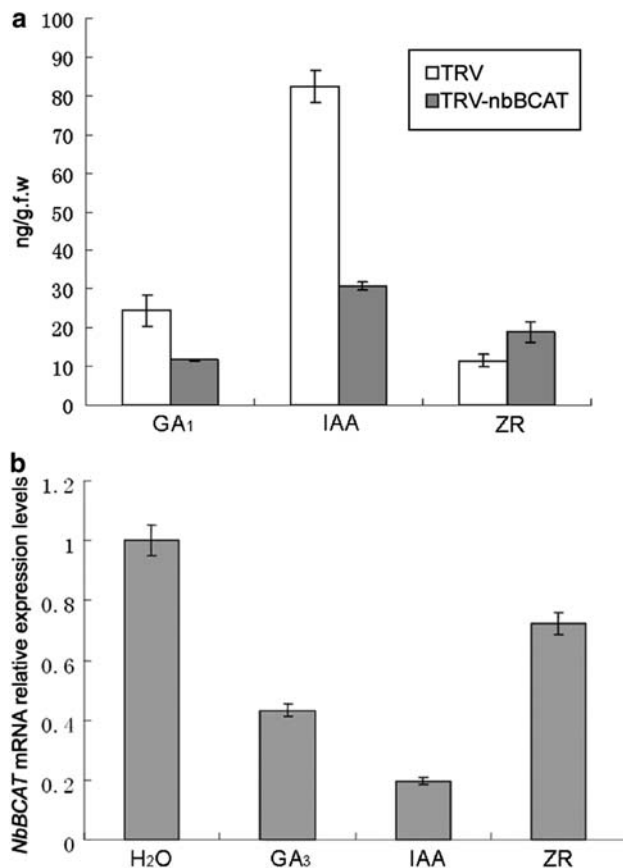 a
100
90
80
70
60
50
40
30
20
10
0
ng/g.f.w
TRV
TRV-nbBCAT
GA1
IAA
ZR
b
1.2
1
0.8
0.6
0.4
0.2
0
NbBCAT mRNA relative expression levels
H2O
GA3
IAA
ZR